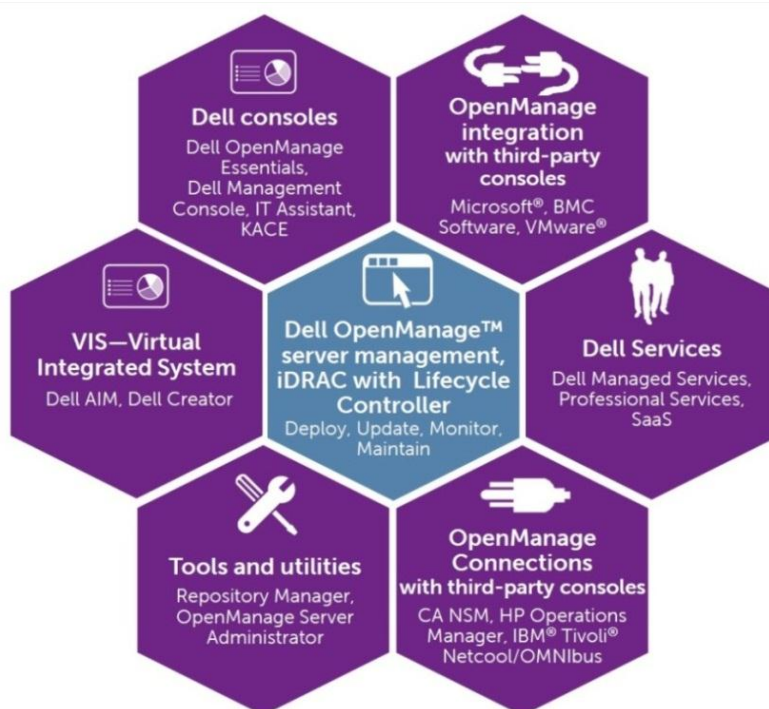 Dell consoles
Dell OpenManage
Essentials,
Dell Management
Console, IT Assistant,
KACE
OpenManage
integration
with third-party
consoles
Microsoft®, BMC
Software, VMware®
VIS—Virtual
Integrated System
Dell AIM, Dell Creator
Dell OpenManage™
server management,
iDRAC with Lifecycle
Controller
Deploy, Update, Monitor,
Maintain
Dell Services
Dell Managed Services,
Professional Services,
SaaS
Tools and utilities
Repository Manager,
OpenManage Server
Administrator
OpenManage
Connections
with third-party consoles
CA NSM, HP Operations
Manager, IBM® Tivoli®
Netcool/OMNIbus